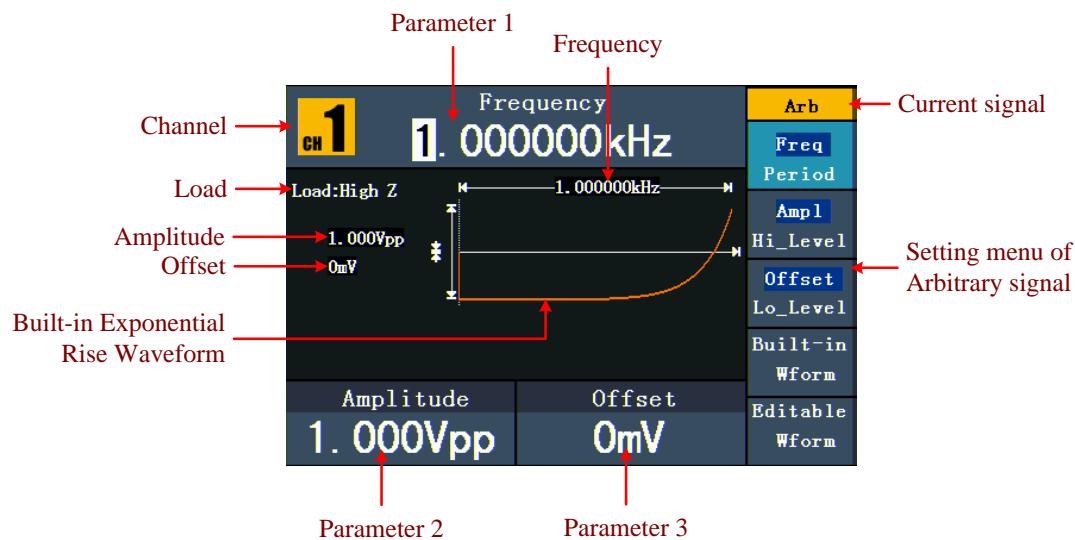 Parameter 1
Frequency
Channel
CH 1
Frequency
1.000000kHz
Arb
Current signal
Freq
Period
Load
Load:High Z
1.000000kHz
Amplitude
1.000Vpp
Ampl
Hi_Level
Offset
0mV
Setting menu of
Arbitrary signal
Offset
Lo_Level
Built-in Exponential
Rise Waveform
Built-in
Wform
Amplitude
1.000Vpp
Offset
0mV
Editable
Wform
Parameter 2
Parameter 3